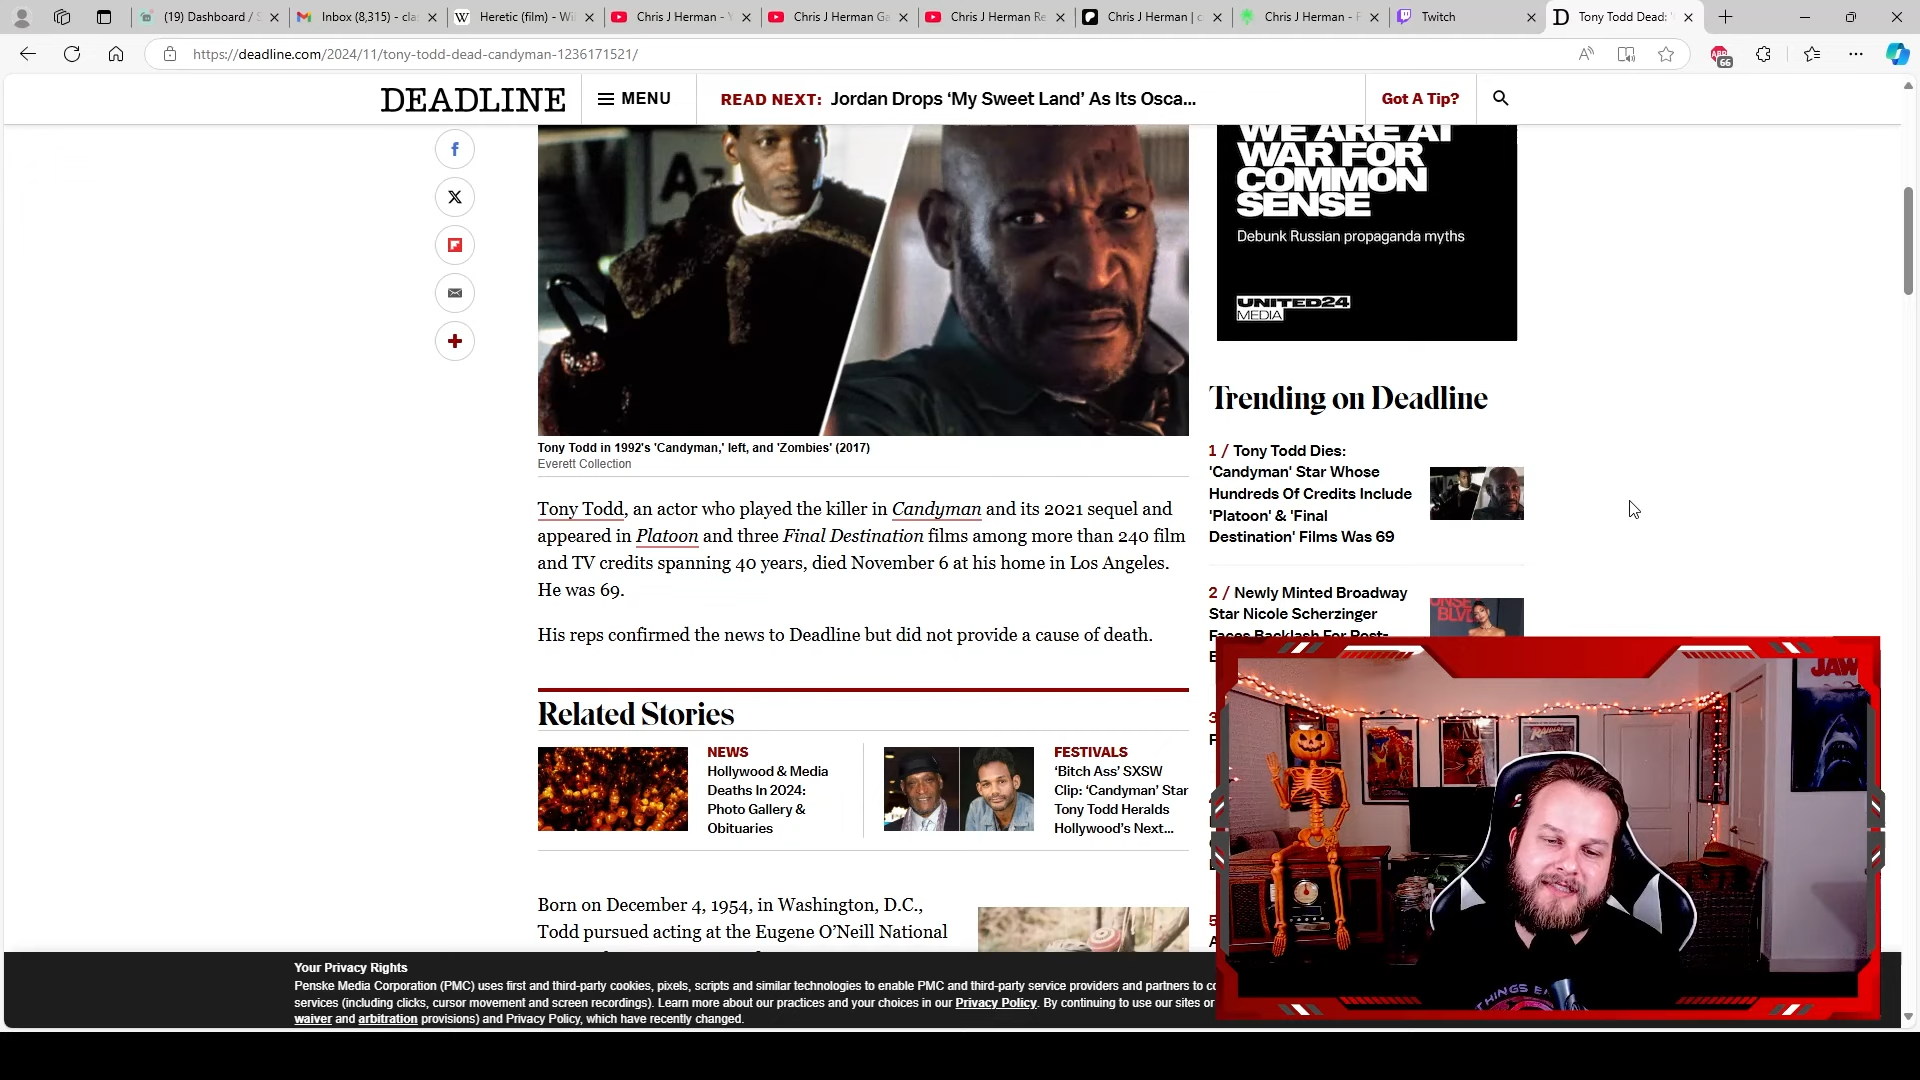 (19) Dashboard / S
Inbox (8,315) - cla
Heretic (film) - Wi
Chris J Herman - Y
Chris J Herman Ga
Chris J Herman Re
Chris J Herman | c
Chris J Herman - P
Twitch
Tony Todd Dead: '
https://deadline.com/2024/11/tony-todd-dead-candyman-1236171521/
66
DEADLINE
MENU
READ NEXT: Jordan Drops ‘My Sweet Land’ As Its Osca...
Got A Tip?
WE ARE AT
WAR FOR
COMMON
SENSE
Debunk Russian propaganda myths
UNITED24
MEDIA
Tony Todd in 1992's 'Candyman,' left, and 'Zombies' (2017)
Everett Collection
Tony Todd, an actor who played the killer in Candyman and its 2021 sequel and
appeared in Platoon and three Final Destination films among more than 240 film
and TV credits spanning 40 years, died November 6 at his home in Los Angeles.
He was 69.
His reps confirmed the news to Deadline but did not provide a cause of death.
Related Stories
NEWS
Hollywood & Media
Deaths In 2024:
Photo Gallery &
Obituaries
FESTIVALS
‘Bitch Ass’ SXSW
Clip: ‘Candyman’ Star
Tony Todd Heralds
Hollywood’s Next...
Born on December 4, 1954, in Washington, D.C.,
Todd pursued acting at the Eugene O’Neill National
Trending on Deadline
1 / Tony Todd Dies:
'Candyman' Star Whose
Hundreds Of Credits Include
'Platoon' & 'Final
Destination' Films Was 69
2 / Newly Minted Broadway
Star Nicole Scherzinger
Faces Backlash For Post-
JAW
Your Privacy Rights
Penske Media Corporation (PMC) uses first and third-party cookies, pixels, scripts and similar technologies to enable PMC and third-party service providers and partners to co
services (including clicks, cursor movement and screen recordings). Learn more about our practices and your choices in our Privacy Policy. By continuing to use our sites or
waiver and arbitration provisions) and Privacy Policy, which have recently changed.